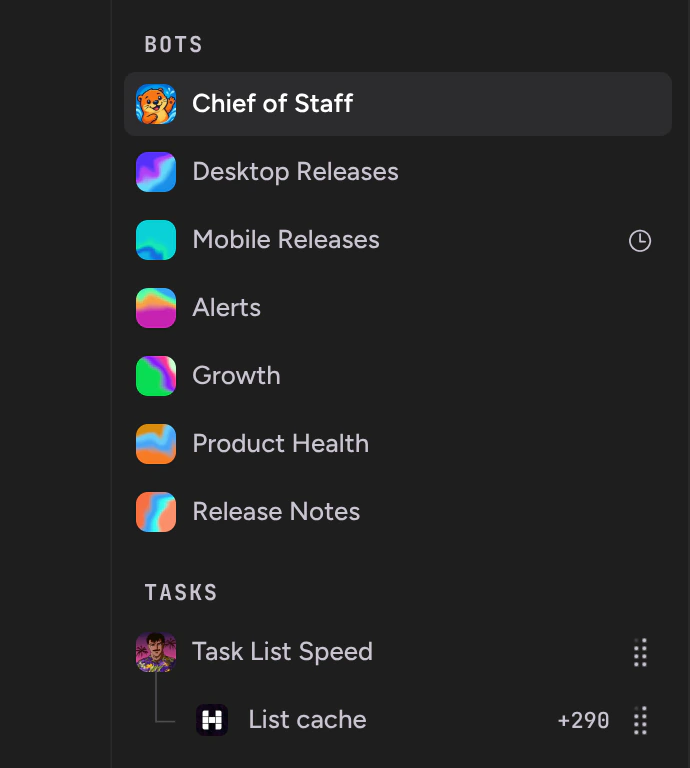 BOTS
Chief of Staff
Desktop Releases
Mobile Releases
Alerts
Growth
Product Health
Release Notes
TASKS
Task List Speed
List cache +290